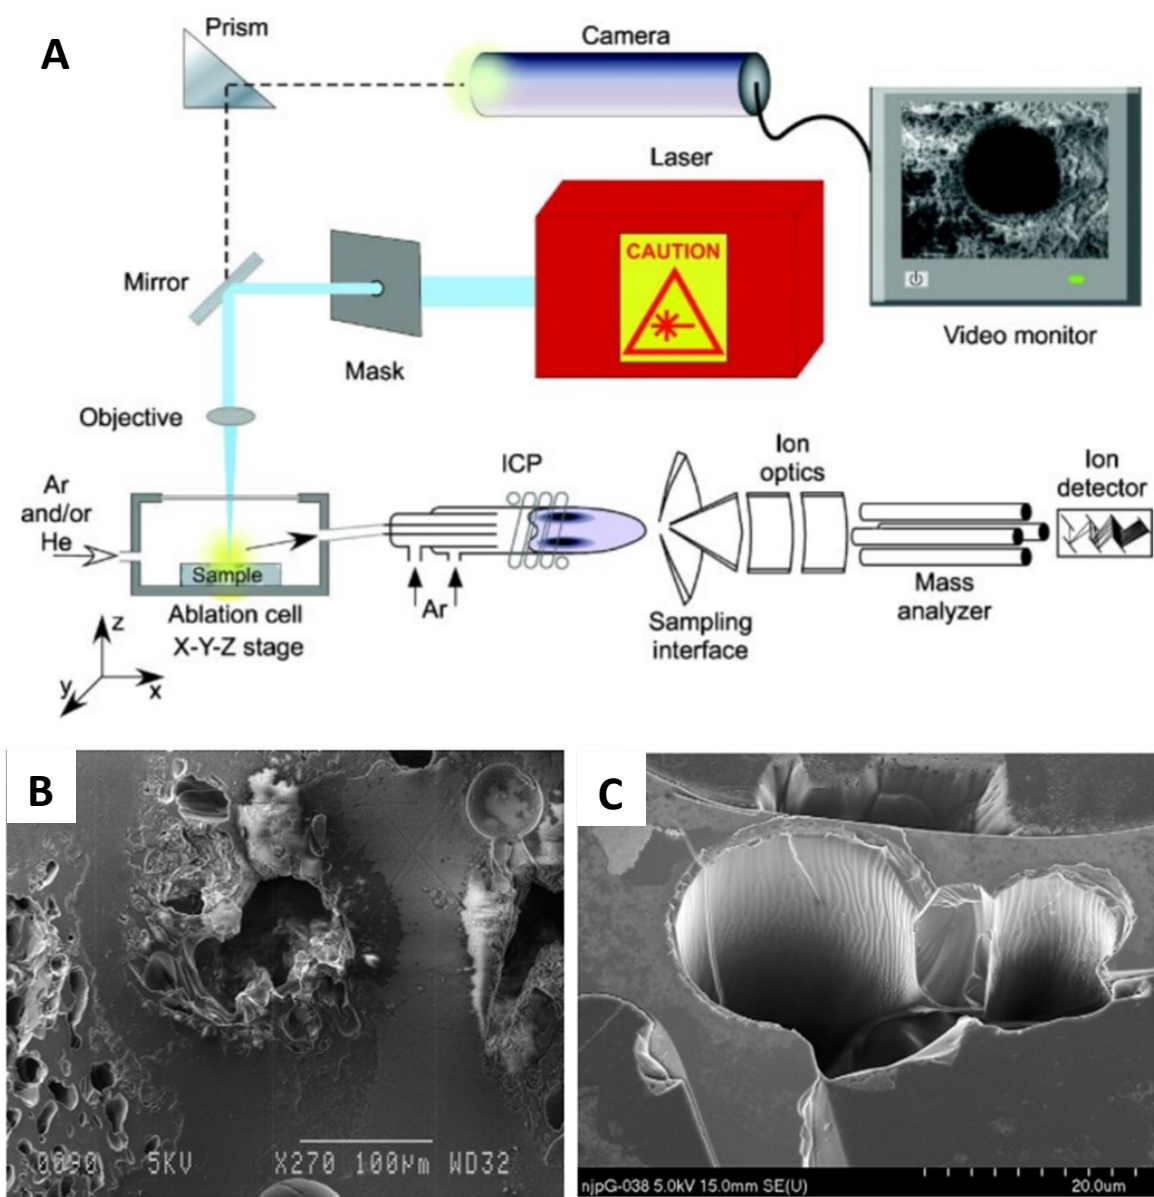 A
Prism
Camera
Laser
CAUTION
Mirror
Mask
Video monitor
Objective
Ar
and/or
He
ICP
Ion
optics
Ion
detector
Sample
Ar
Mass
analyzer
Ablation cell
X-Y-Z stage
Sampling
interface
z
y
x
B
C
0090 5KV X270 100µm WD32
njpG-038 5.0kV 15.0mm SE(U) 20.0um